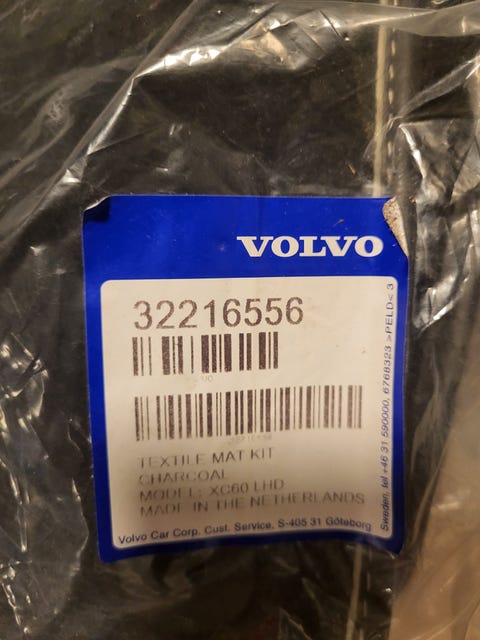 VOLVO
32216556
TEXTILE MAT KIT
CHARCOAL
MODEL: XC60 LHD
MADE IN THE NETHERLANDS
Volvo Car Corp. Cust. Service, S-405 31 Göteborg
Sweden, tel +46 31 590000, 6768323 >PELD< 3